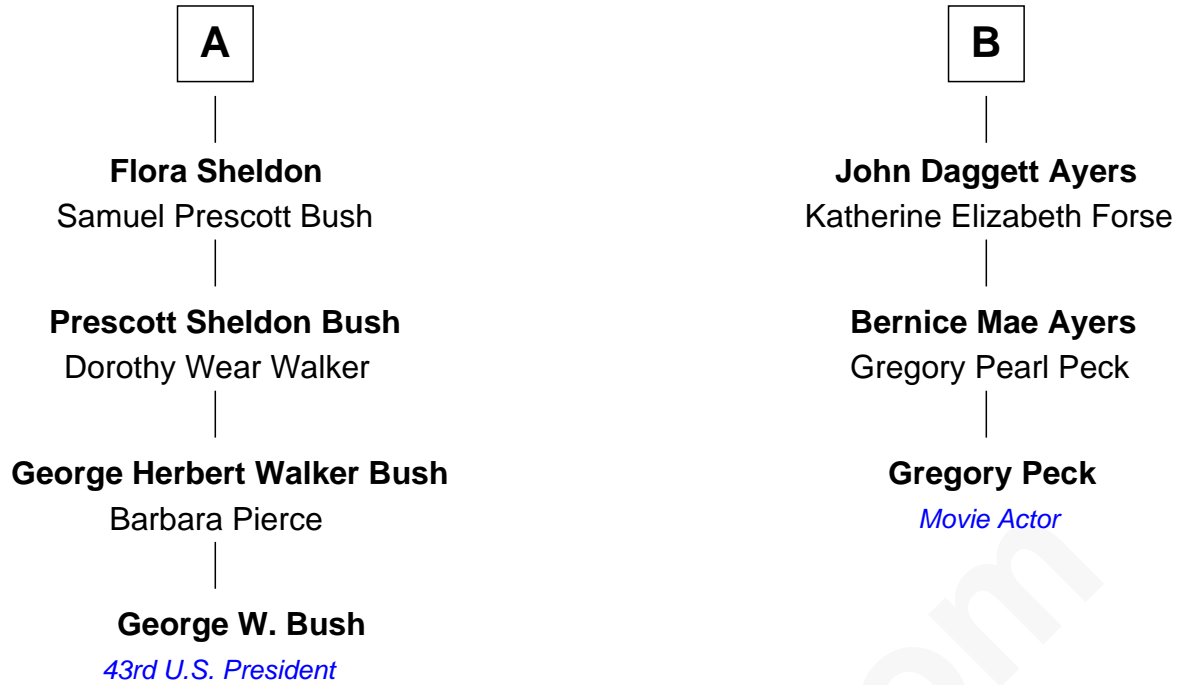 A
Flora Sheldon
Samuel Prescott Bush
Prescott Sheldon Bush
Dorothy Wear Walker
George Herbert Walker Bush
Barbara Pierce
George W. Bush
43rd U.S. President
B
John Daggett Ayers
Katherine Elizabeth Forse
Bernice Mae Ayers
Gregory Pearl Peck
Gregory Peck
Movie Actor
om